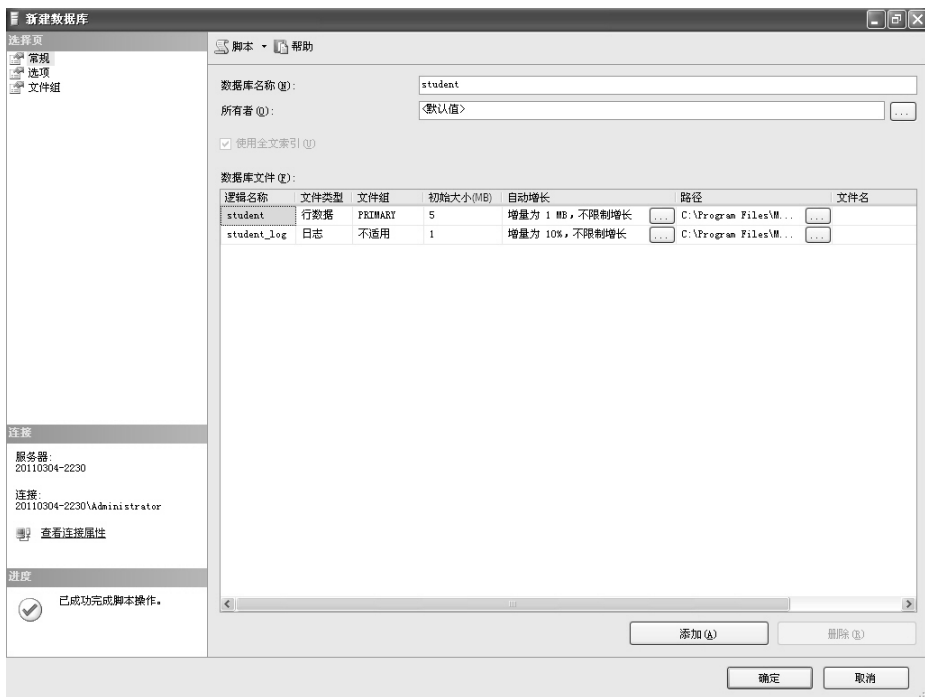 新建数据库
选择页
常规
选项
文件组
脚本 帮助
数据库名称(N):
student
所有者(O):
<默认值>
...
使用全文索引(U)
数据库文件(F):
逻辑名称 文件类型 文件组 初始大小(MB) 自动增长 路径 文件名
student 行数据 PRIMARY 5 增量为 1 MB，不限制增长 ... C:\Program Files\M... ...
student_log 日志 不适用 1 增量为 10%，不限制增长 ... C:\Program Files\M... ...
连接
服务器:
20110304-2230
连接:
20110304-2230\Administrator
查看连接属性
进度
已成功完成脚本操作。
添加(A) 删除(R)
确定 取消